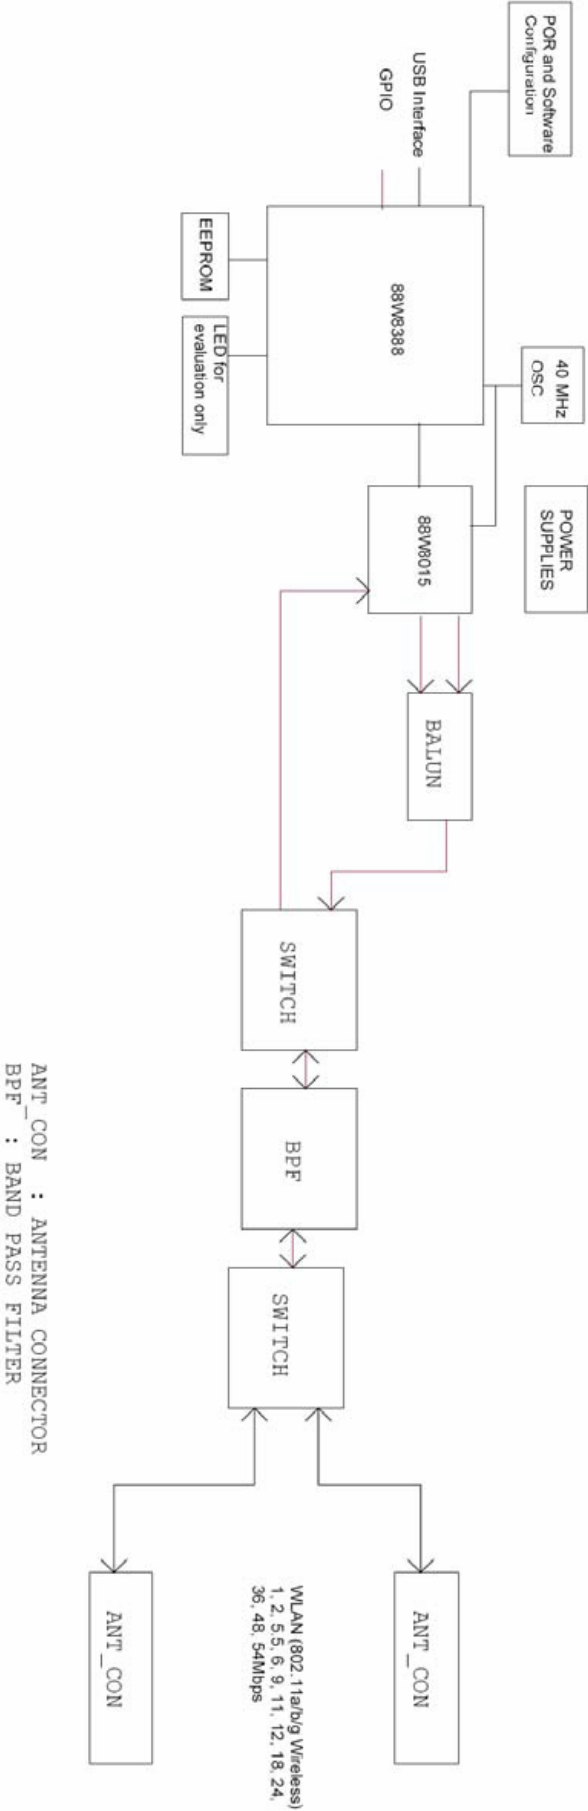 POR and Software
Configuration
USB Interface
GPIO
88W8388
EEPROM
LED for
evaluation only
40 MHz
OSC
POWER
SUPPLIES
88W8015
BALUN
SWITCH
BPF
SWITCH
ANT_CON
ANT_CON
WLAN (802.11a/b/g Wireless)
1, 2, 5.5, 6, 9, 11, 12, 18, 24,
36, 48, 54Mbps
ANT_CON : ANTENNA CONNECTOR
BPF : BAND PASS FILTER